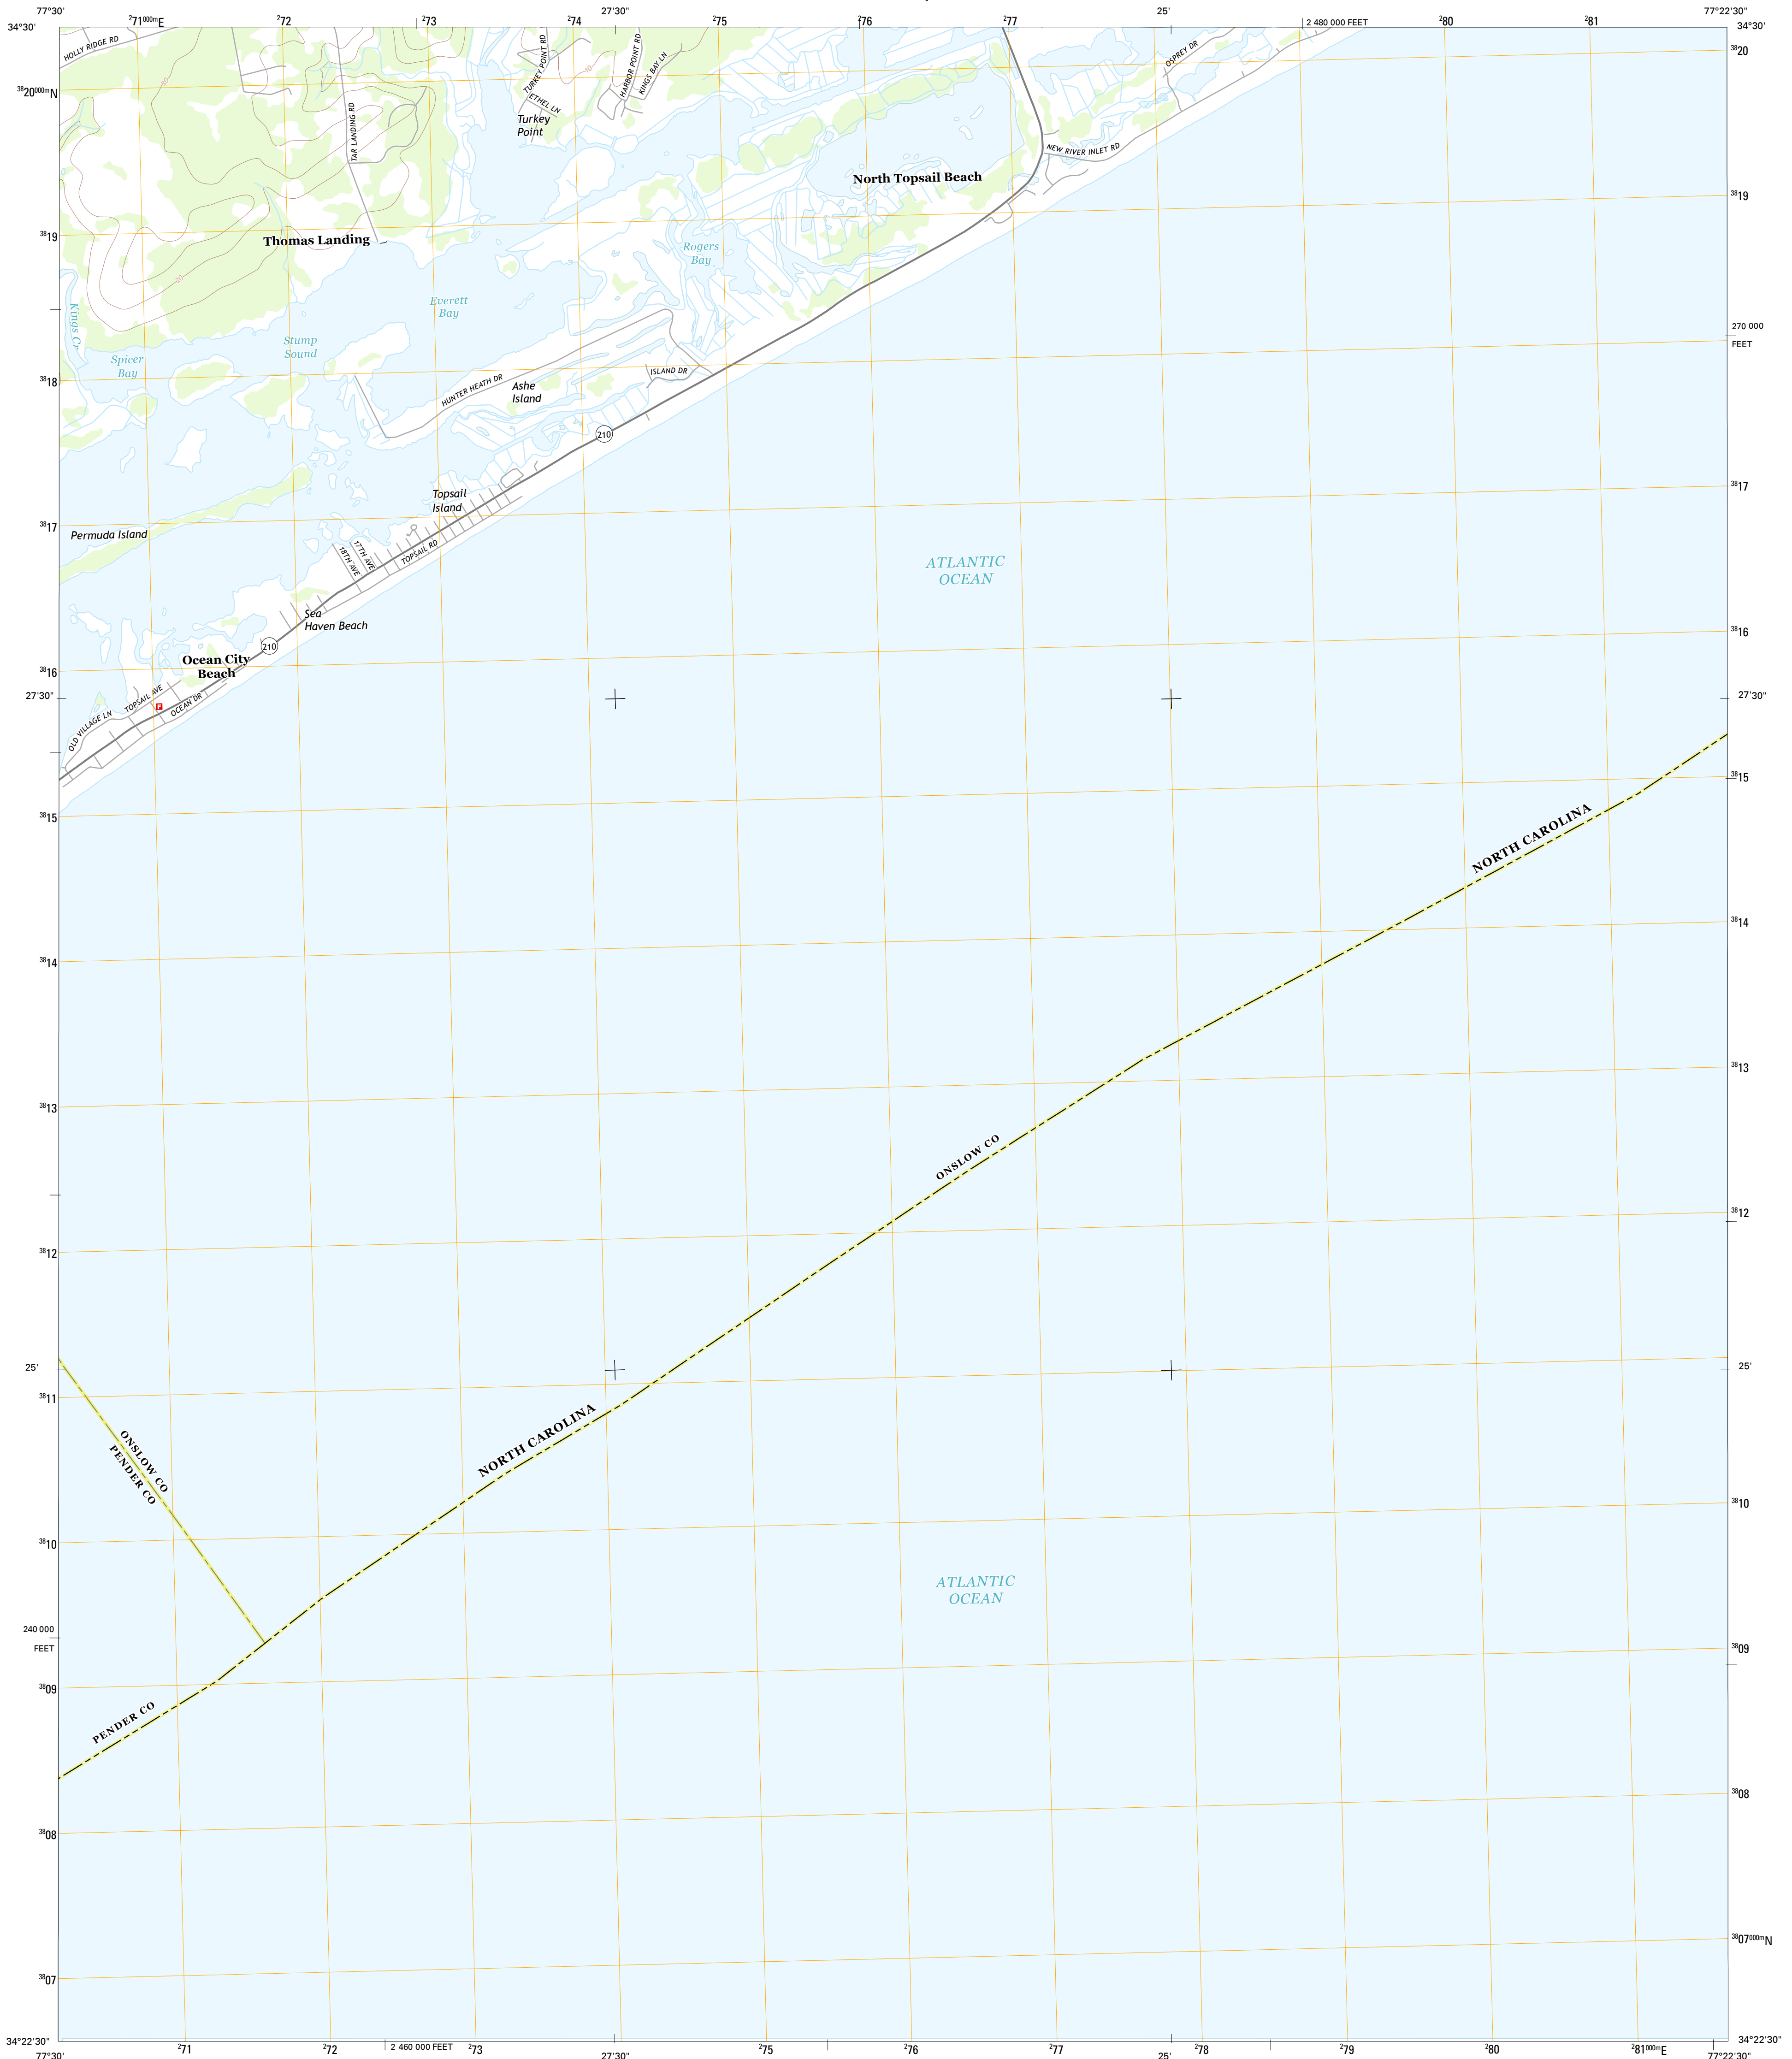 77°30'
²71⁰⁰⁰ᵐE
²72
²73
²74
27'30"
²75
²76
²77
25'
2 480 000 FEET
²80
²81
77°22'30"
34°30'
34°30'
HOLLY RIDGE RD
TAR LANDING RD
TURKEY POINT RD
ETHEL LN
HARBOR POINT RD
KINGS BAY LN
OSPREY DR
³⁸20
³⁸20⁰⁰⁰ᵐN
10
10
Turkey
Point
NEW RIVER INLET RD
North Topsail Beach
³⁸19
³⁸19
Thomas Landing
Rogers
Bay
20
Everett
Bay
Kings Cr
Stump
Sound
Spicer
Bay
270 000
FEET
³⁸18
HUNTER HEATH DR
Ashe
Island
ISLAND DR
210
Topsail
Island
³⁸17
³⁸17
Permuda Island
18TH AVE
17TH AVE
TOPSAIL RD
ATLANTIC
OCEAN
Sea
Haven Beach
³⁸16
210
Ocean City
Beach
³⁸16
27'30"
27'30"
OLD VILLAGE LN
TOPSAIL AVE
OCEAN DR
F
³⁸15
³⁸15
NORTH CAROLINA
³⁸14
³⁸14
³⁸13
³⁸13
ONSLOW CO
³⁸12
³⁸12
25'
25'
³⁸11
NORTH CAROLINA
ONSLOW CO
PENDER CO
³⁸10
³⁸10
ATLANTIC
OCEAN
240 000
FEET
³⁸09
³⁸09
PENDER CO
³⁸08
³⁸08
³⁸07⁰⁰⁰ᵐN
³⁸07
34°22'30"
34°22'30"
77°30'
²71
²72
2 460 000 FEET
²73
27'30"
²75
²76
²77
25'
²78
²79
²80
²81⁰⁰⁰ᵐE
77°22'30"